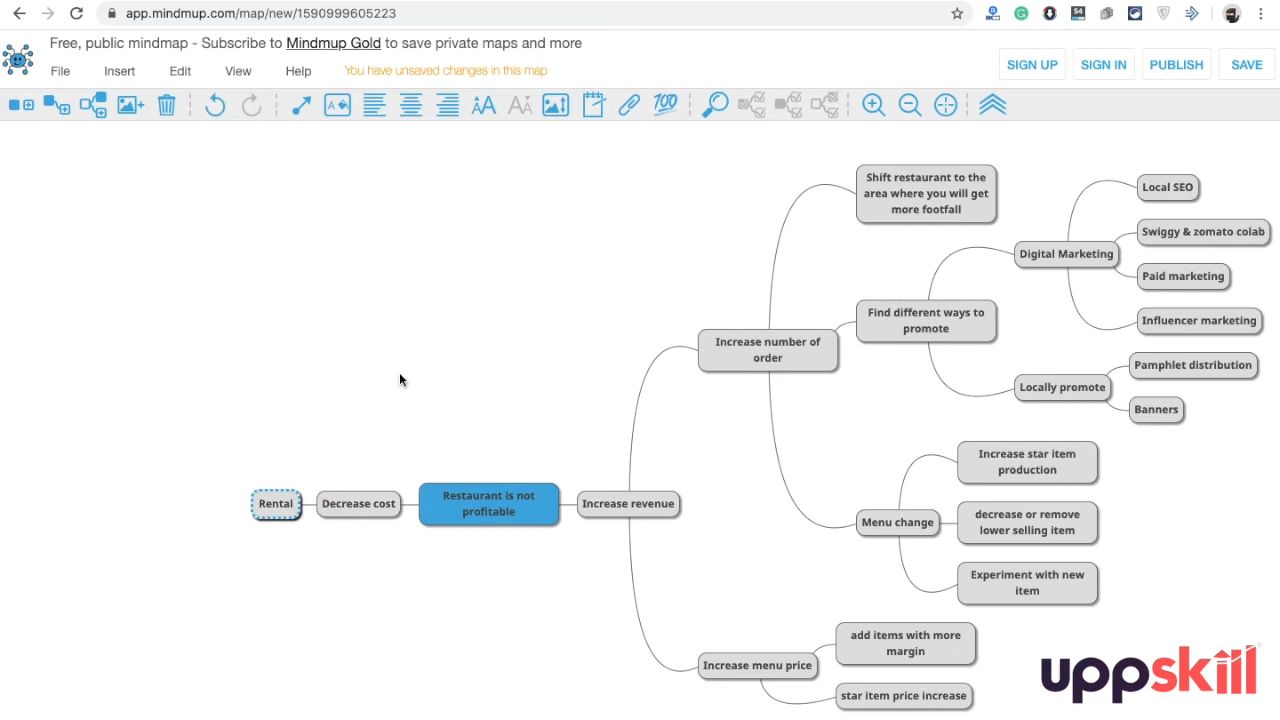 app.mindmup.com/map/new/1590999605223
Free, public mindmap - Subscribe to Mindmup Gold to save private maps and more
File Insert Edit View Help You have unsaved changes in this map
SIGN UP SIGN IN PUBLISH SAVE
Shift restaurant to the
area where you will get
more footfall
Local SEO
Swiggy & zomato colab
Digital Marketing
Paid marketing
Find different ways to
promote
Influencer marketing
Increase number of
order
Pamphlet distribution
Locally promote
Banners
Increase star item
production
Rental
Decrease cost
Restaurant is not
profitable
Increase revenue
Menu change
decrease or remove
lower selling item
Experiment with new
item
add items with more
margin
Increase menu price
star item price increase
uppskill